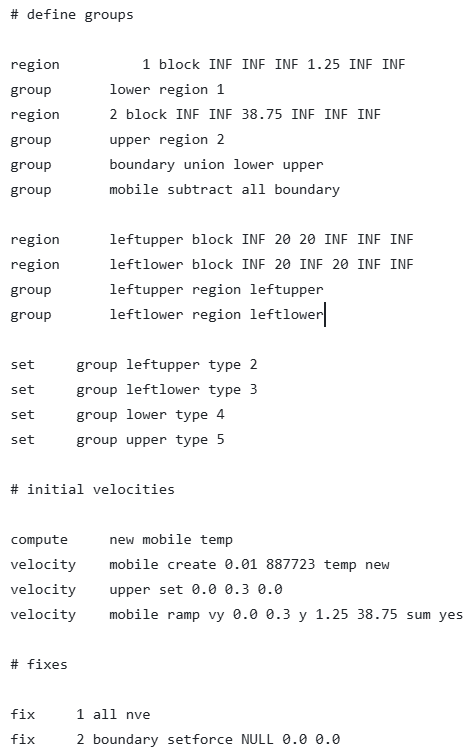 # define groups
region 1 block INF INF INF 1.25 INF INF
group lower region 1
region 2 block INF INF 38.75 INF INF INF
group upper region 2
group boundary union lower upper
group mobile subtract all boundary
region leftupper block INF 20 20 INF INF INF
region leftlower block INF 20 INF 20 INF INF
group leftupper region leftupper
group leftlower region leftlower
set group leftupper type 2
set group leftlower type 3
set group lower type 4
set group upper type 5
# initial velocities
compute new mobile temp
velocity mobile create 0.01 887723 temp new
velocity upper set 0.0 0.3 0.0
velocity mobile ramp vy 0.0 0.3 y 1.25 38.75 sum yes
# fixes
fix 1 all nve
fix 2 boundary setforce NULL 0.0 0.0